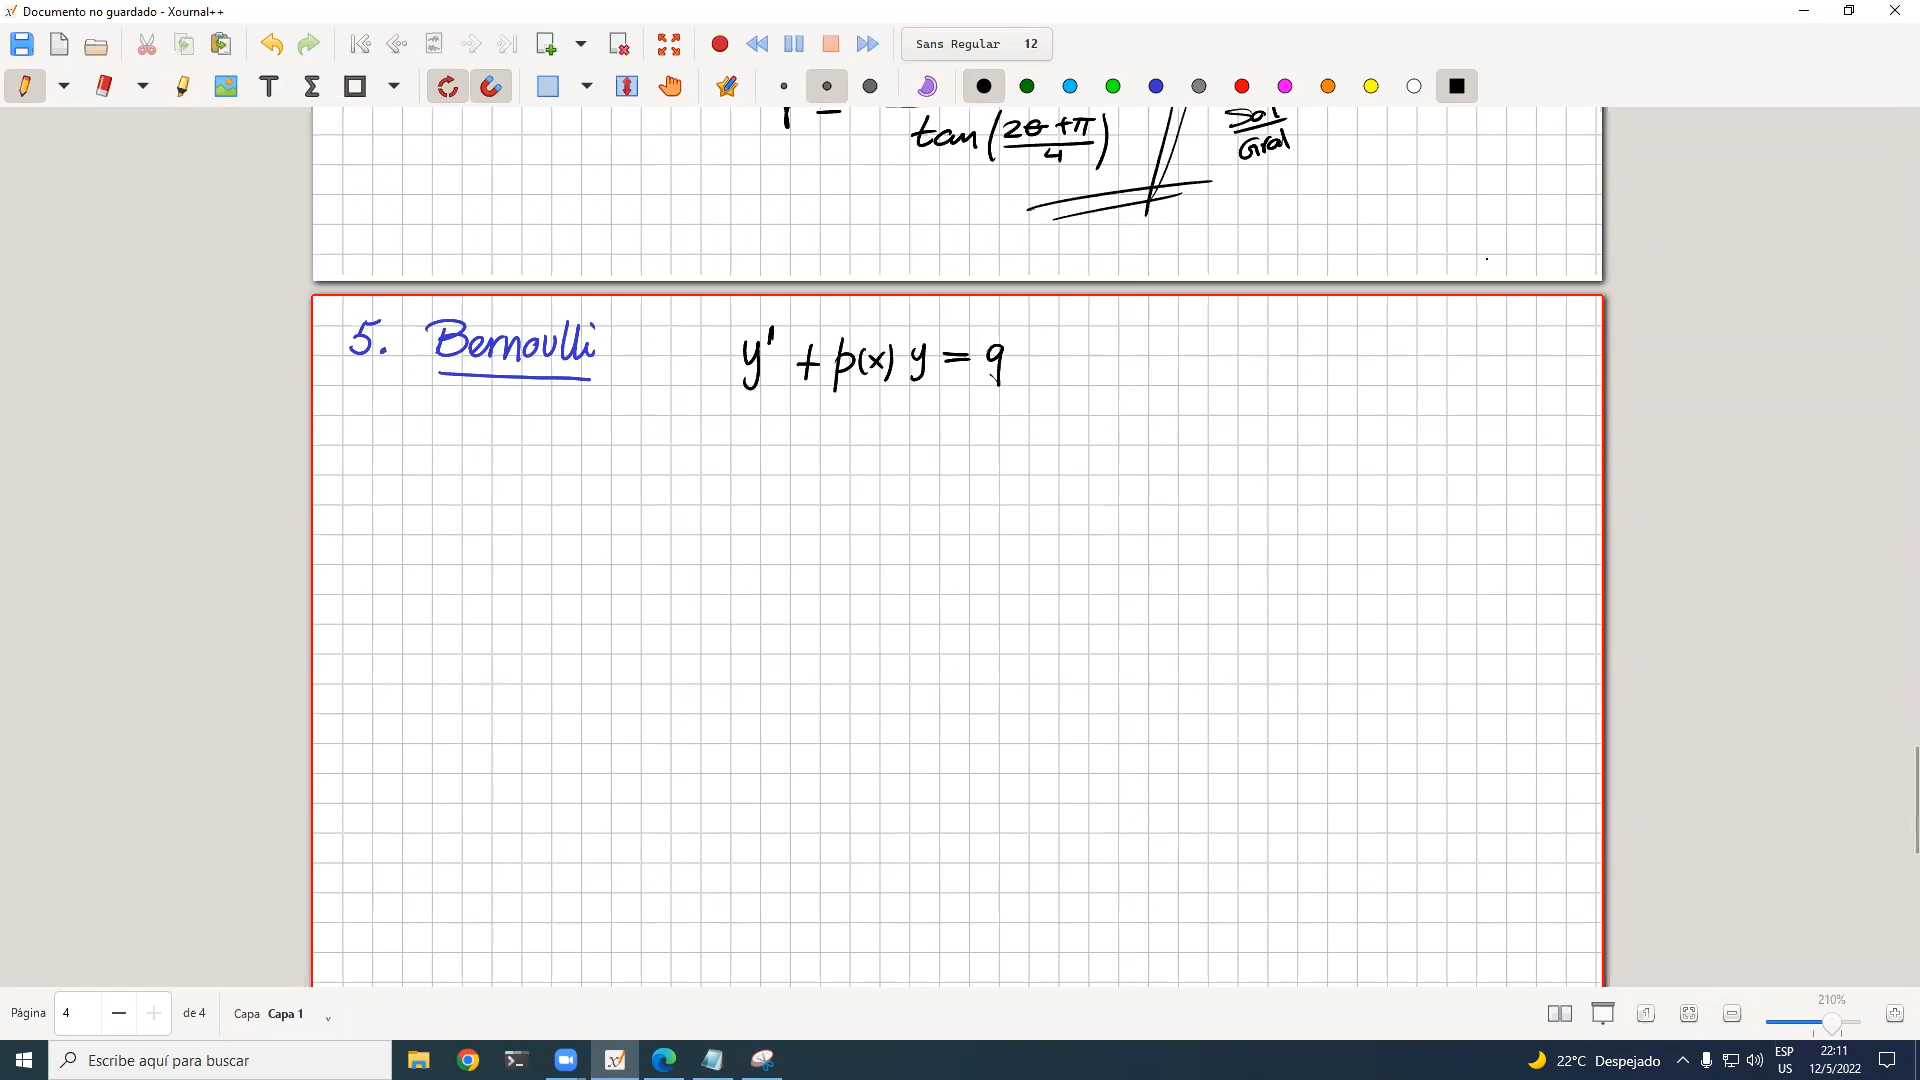 Documento no guardado - Xournal++
Sans Regular 12
r =
tan(2θ+π/4)
Sol
Gral
5. Bernoulli y' + p(x) y = q
210%
Página 4 de 4 Capa Capa 1
Escribe aquí para buscar
22°C Despejado
ESP
US
22:11
12/5/2022